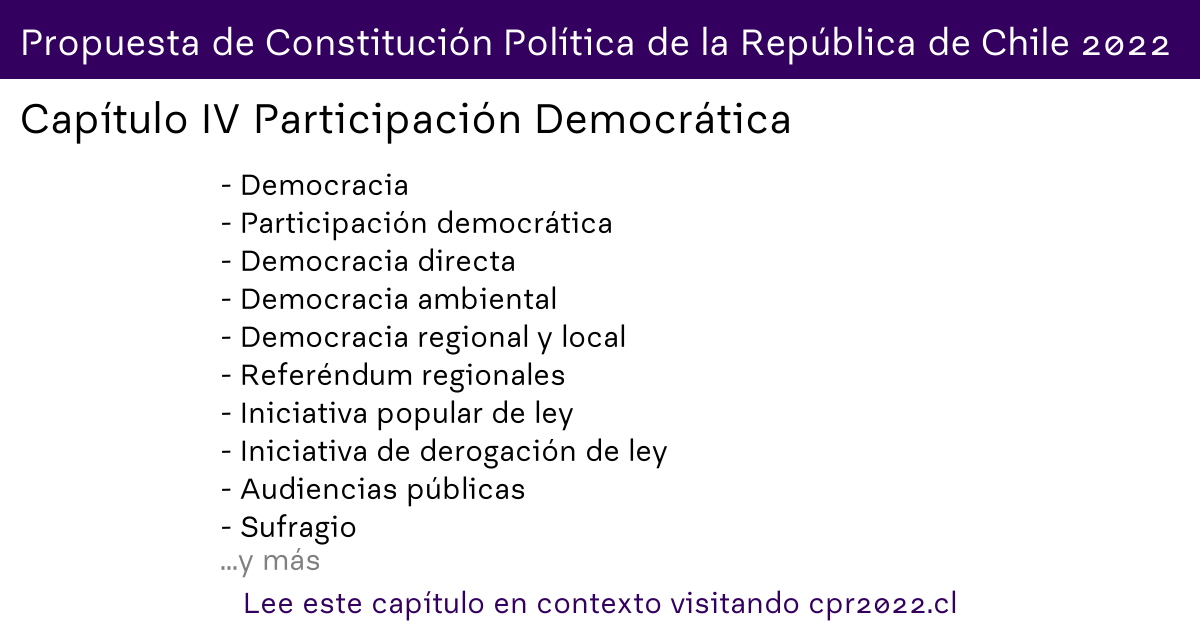 Propuesta de Constitución Política de la República de Chile 2022
Capítulo IV Participación Democrática
- Democracia
- Participación democrática
- Democracia directa
- Democracia ambiental
- Democracia regional y local
- Referéndum regionales
- Iniciativa popular de ley
- Iniciativa de derogación de ley
- Audiencias públicas
- Sufragio
...y más
Lee este capítulo en contexto visitando cpr2022.cl